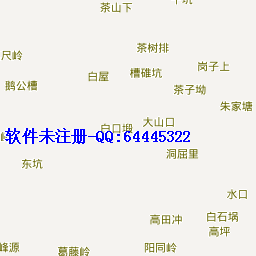 茶山下
茶树排
尺岭
白屋
槽碓坑
岗子上
鹊公槽
茶子坳
朱家塘
大山口
白口塅
软件未注册-QQ:64445322
洞屈里
东坑
水口
高田冲
白石埚
高坪
峰源
葛藤岭
阳同岭